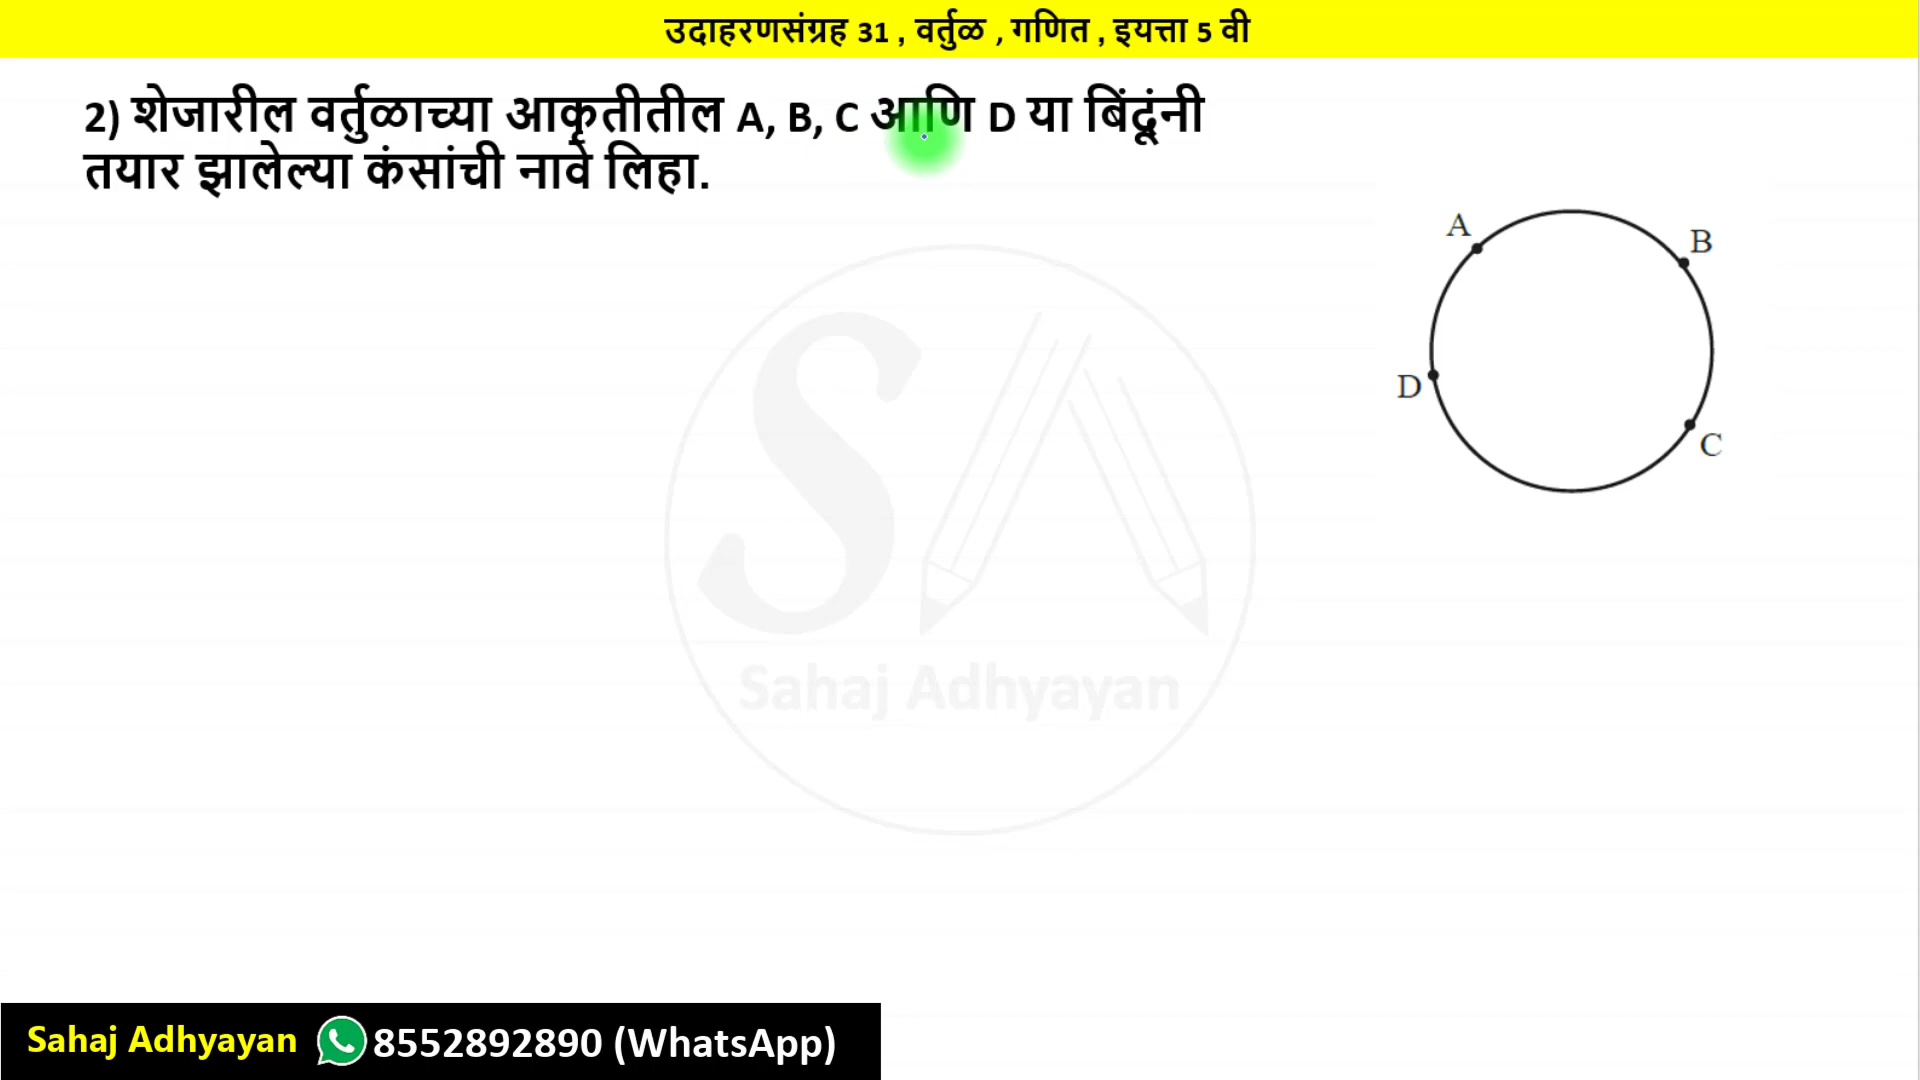 उदाहरणसंग्रह 31 , वर्तुळ , गणित , इयत्ता 5 वी
2) शेजारील वर्तुळाच्या आकृतीतील A, B, C आणि D या बिंदूंनी
तयार झालेल्या कंसांची नावे लिहा.
A
B
D
C
SA
Sahaj Adhyayan
Sahaj Adhyayan 8552892890 (WhatsApp)